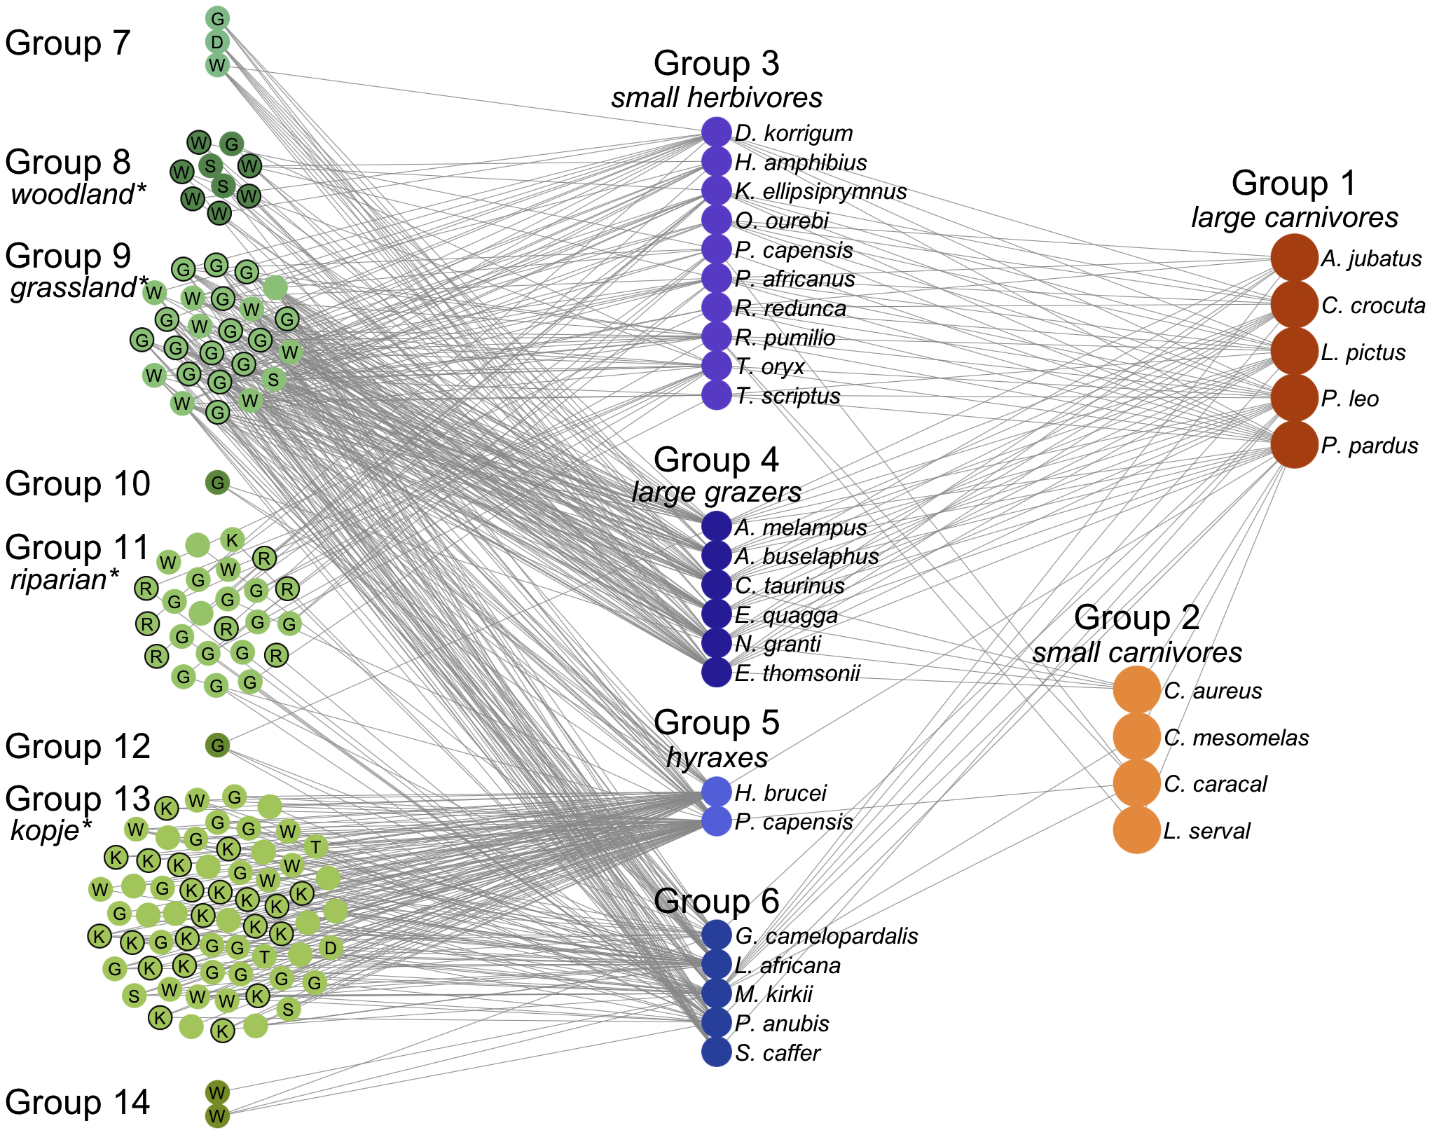 Group 7
G
D
W
Group 8
woodland*
W G
S W
W S
W W
W
Group 9
grassland*
G G G
W W G W
G W G G G
G G G G G W
W G G S
W G W
Group 10
G
Group 11
riparian*
K
W R
G W
R G G G R
R G R G G
G G R
R G G G
Group 12
G
Group 13
kopje*
K W G
W G G G W T
K K K K G W W
W G K K K K K
G K K K
K K G K G G T D
G K K G G G G
S W W W K S
K K
Group 14
W
W
Group 3
small herbivores
D. korrigum
H. amphibius
K. ellipsiprymnus
O. ourebi
P. capensis
P. africanus
R. redunca
R. pumilio
T. oryx
T. scriptus
Group 4
large grazers
A. melampus
A. buselaphus
C. taurinus
E. quagga
N. granti
E. thomsonii
Group 5
hyraxes
H. brucei
P. capensis
Group 6
G. camelopardalis
L. africana
M. kirkii
P. anubis
S. caffer
Group 1
large carnivores
A. jubatus
C. crocuta
L. pictus
P. leo
P. pardus
Group 2
small carnivores
C. aureus
C. mesomelas
C. caracal
L. serval